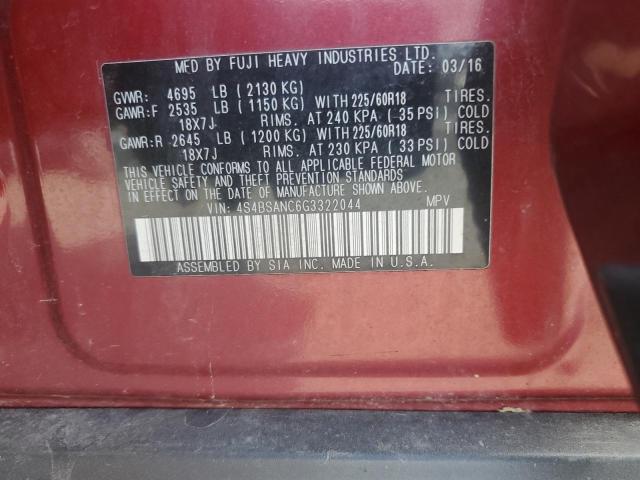 MFD BY FUJI HEAVY INDUSTRIES LTD.
DATE: 03/16
GVWR: 4695 LB (2130 KG)
GAWR:F 2535 LB (1150 KG) WITH 225/60R18 TIRES.
18X7J RIMS. AT 240 KPA (35 PSI) COLD
GAWR:R 2645 LB (1200 KG) WITH 225/60R18 TIRES.
18X7J RIMS. AT 230 KPA (33 PSI) COLD
THIS VEHICLE CONFORMS TO ALL APPLICABLE FEDERAL MOTOR
VEHICLE SAFETY AND THEFT PREVENTION STANDARDS
IN EFFECT ON THE DATE OF MANUFACTURE SHOWN ABOVE.
VIN: 4S4BSANC6G3322044 MPV
ASSEMBLED BY SIA INC. MADE IN U.S.A.